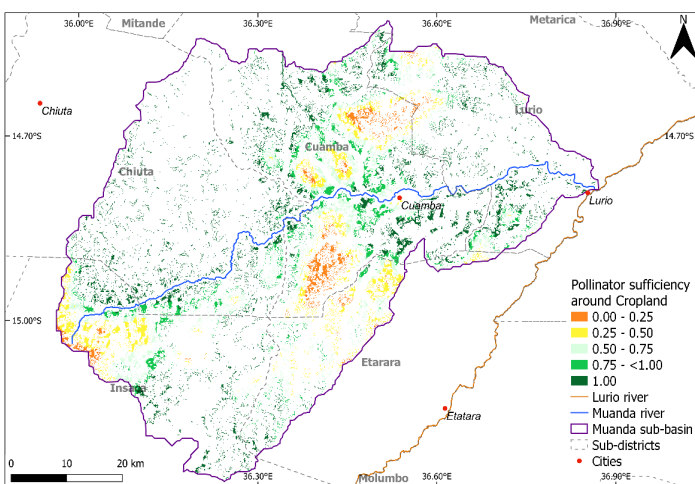 Mitande
Metarica
36.00°E
36.30°E
36.60°E
36.90°E
Chiuta
Lurio
14.70°S
14.70°S
Cuamba
Chiuta
Cuamba
Lurio
15.00°S
Etarara
Insaca
Etatara
Molumbo
Pollinator sufficiency
around Cropland
0.00 - 0.25
0.25 - 0.50
0.50 - 0.75
0.75 - <1.00
1.00
Lurio river
Muanda river
Muanda sub-basin
Sub-districts
Cities
0 10 20 km
36.30°E
36.60°E
36.90°E